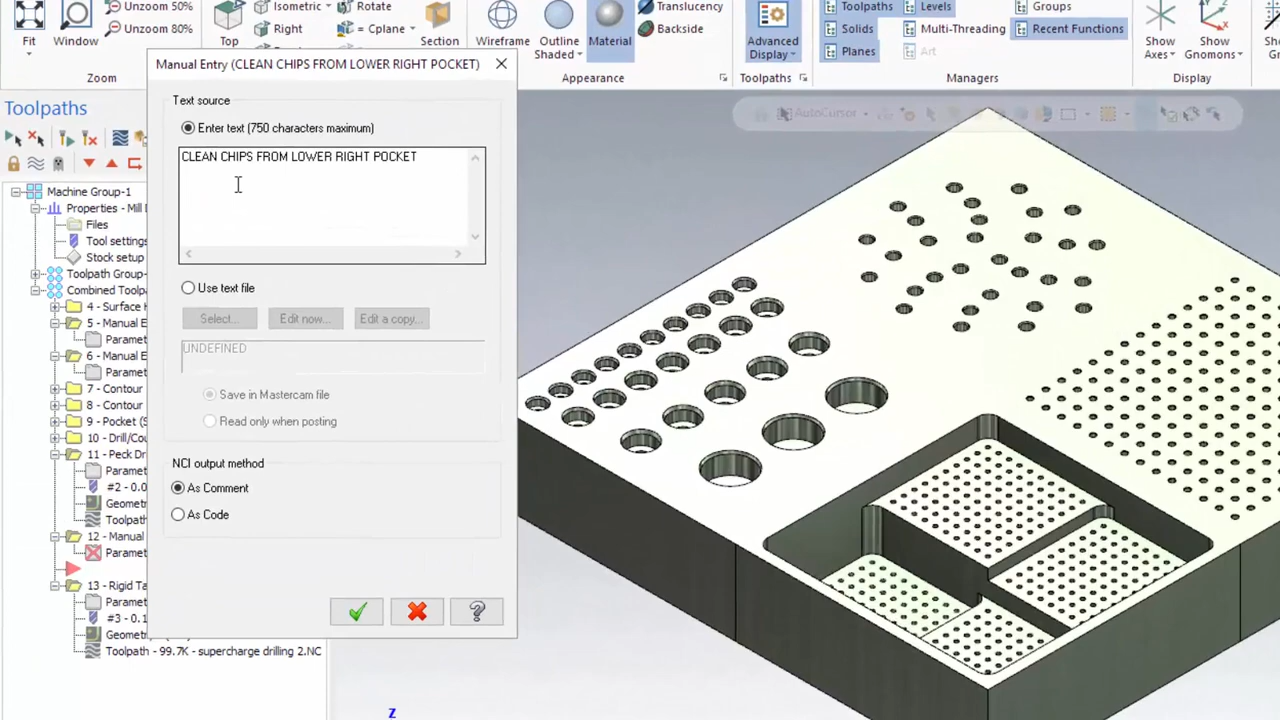 Unzoom 50%
Isometric
Rotate
Translucency
Toolpaths
Levels
Groups
Fit
Window
Unzoom 80%
Top
Right
= Cplane
Section
Wireframe
Outline
Shaded
Material
Backside
Advanced
Display
Solids
Multi-Threading
Recent Functions
Show
Axes
Show
Gnomons
Planes
Art
Zoom
Appearance
Toolpaths
Managers
Display
Manual Entry (CLEAN CHIPS FROM LOWER RIGHT POCKET)
Text source
Enter text (750 characters maximum)
CLEAN CHIPS FROM LOWER RIGHT POCKET
Use text file
Select...
Edit now...
Edit a copy...
UNDEFINED
Save in Mastercam file
Read only when posting
NCI output method
As Comment
As Code
AutoCursor
Toolpaths
Machine Group-1
Properties - Mill
Files
Tool settings
Stock setup
Toolpath Group-
Combined Toolp
4 - Surface
5 - Manual E
Paramet
6 - Manual E
Paramet
7 - Contour
8 - Contour
9 - Pocket (S
10 - Drill/Cou
11 - Peck Dr
Paramet
#2 - 0.0
Geomet
Toolpath
12 - Manual
Paramet
13 - Rigid Ta
Paramet
#3 - 0.1
Geomet
Toolpath - 99.7K - supercharge drilling 2.NC
Z